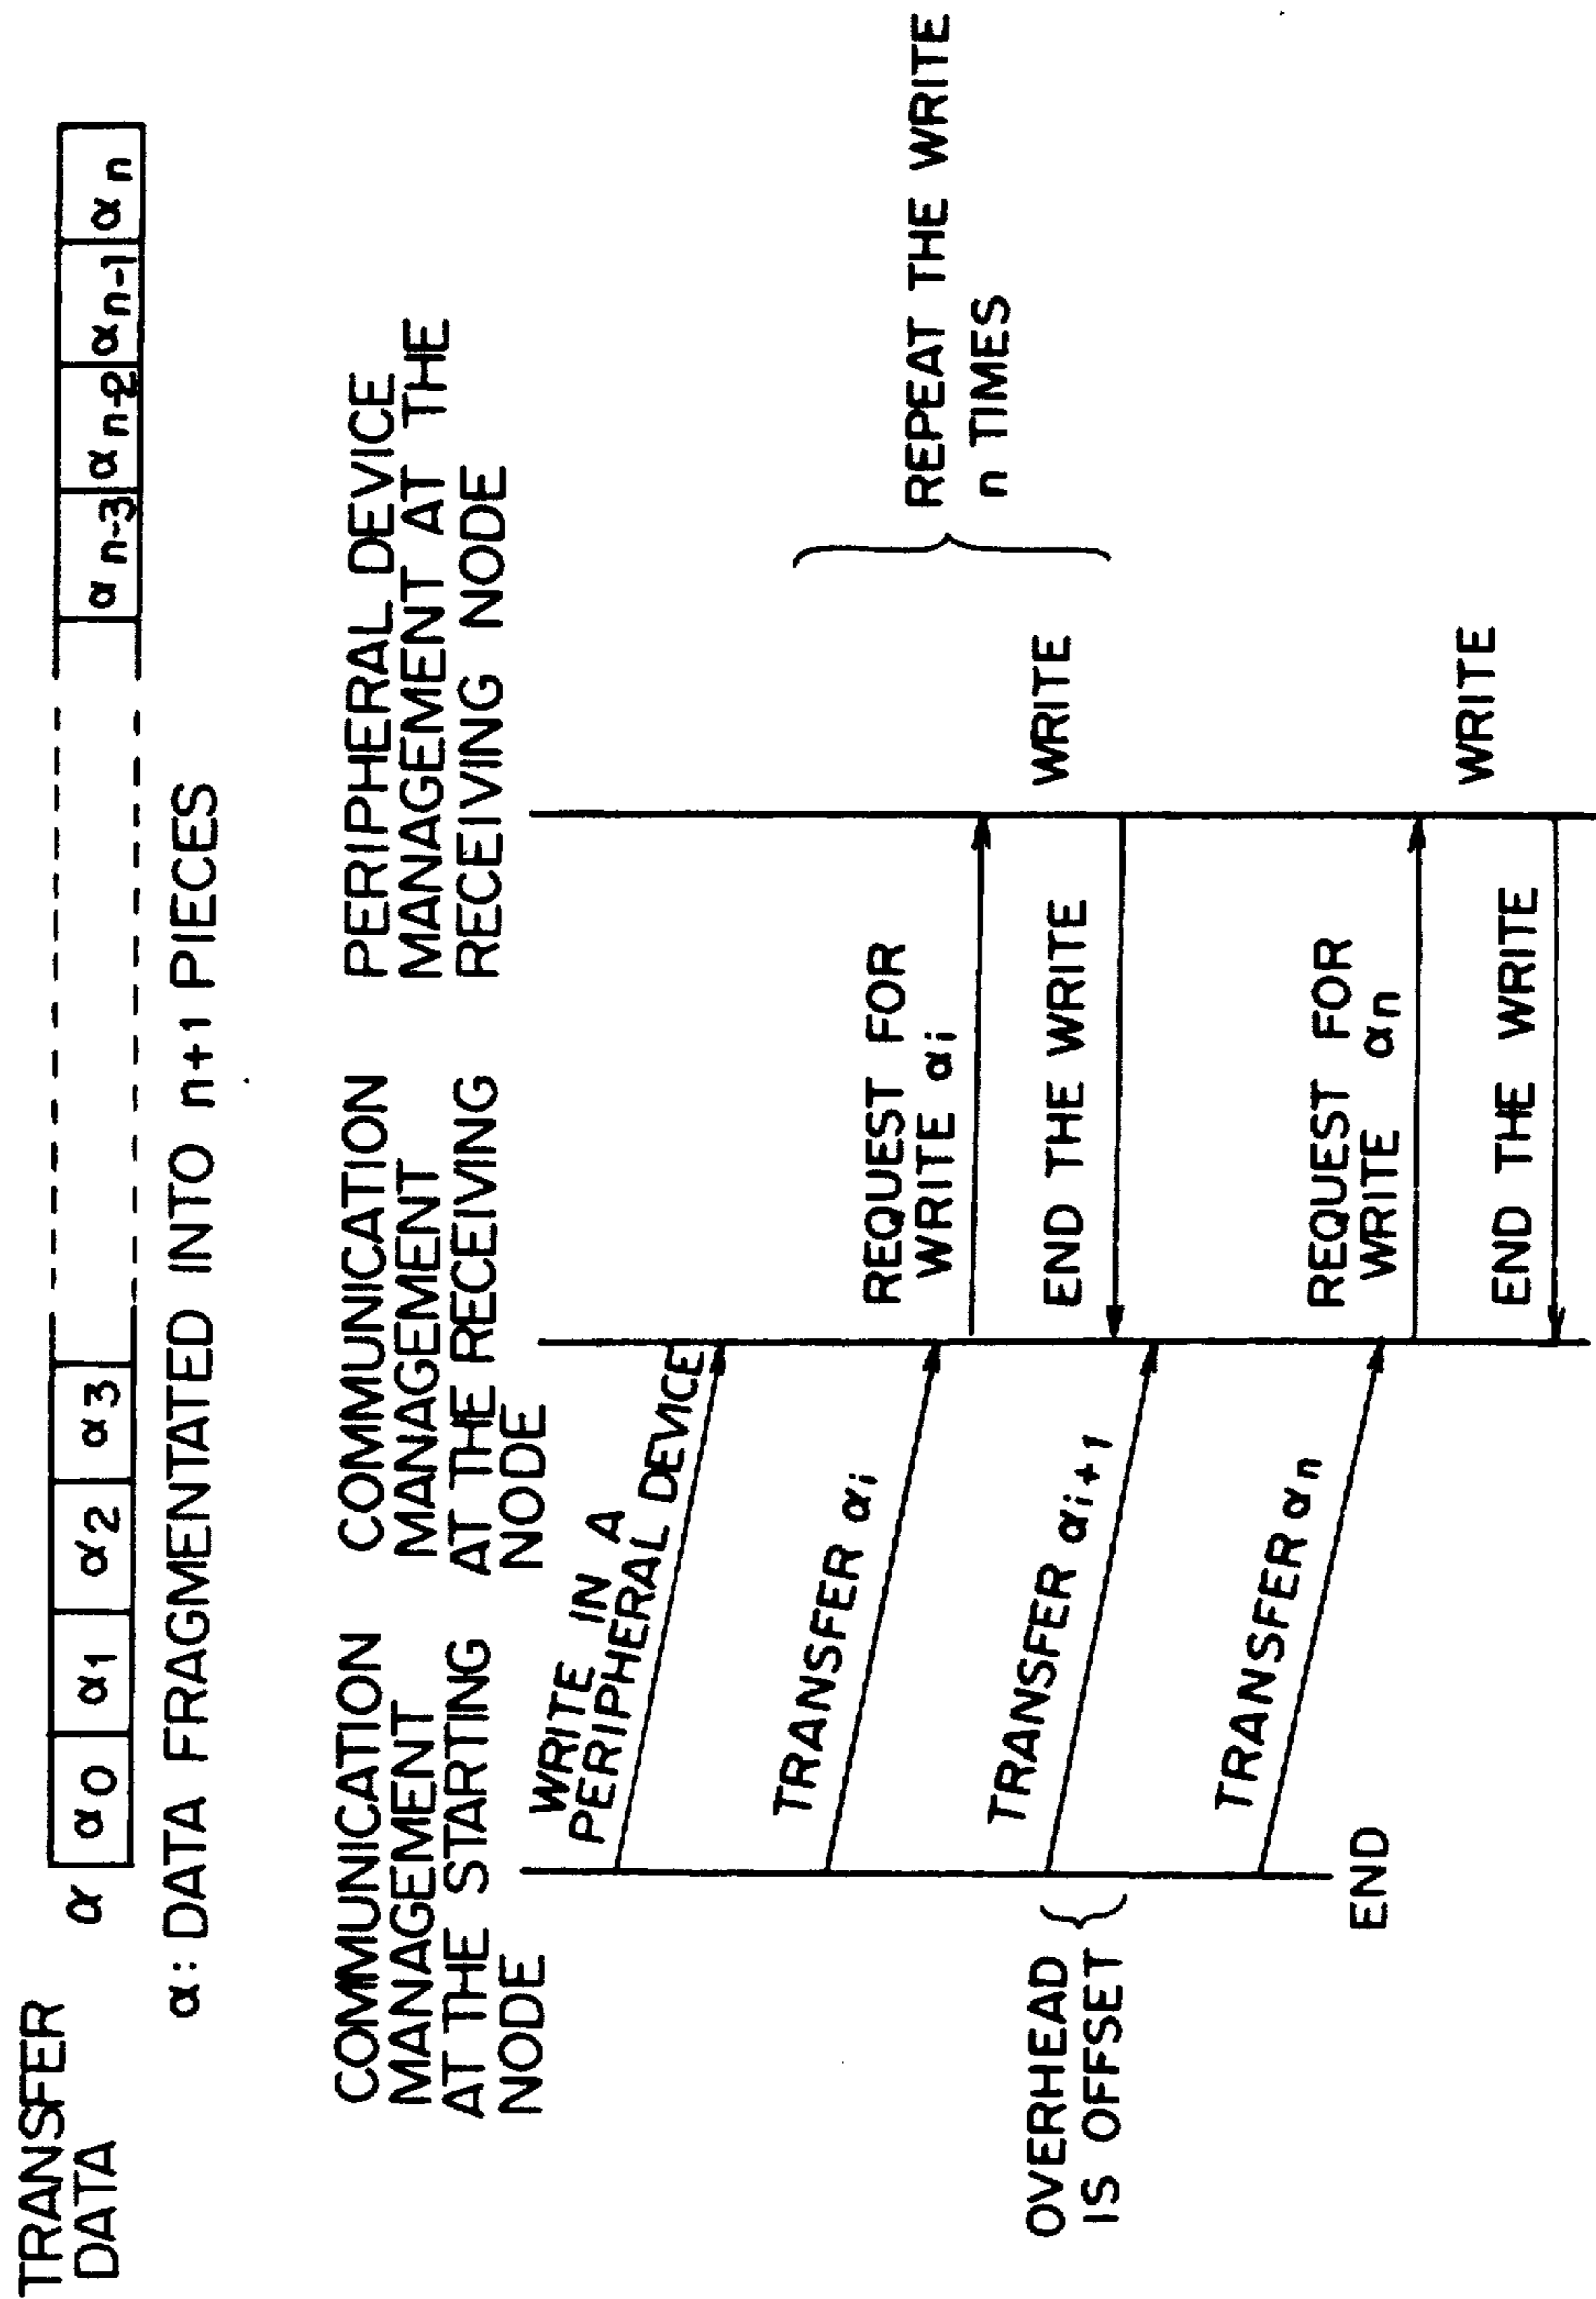 TRANSFER
DATA
α
α0 α1 α2 α3 αn-3 αn-2 αn-1 αn
α: DATA FRAGMENTATED INTO n+1 PIECES
COMMUNICATION
MANAGEMENT
AT THE STARTING
NODE
COMMUNICATION
MANAGEMENT
AT THE RECEIVING
NODE
PERIPHERAL DEVICE
MANAGEMENT AT THE
RECEIVING NODE
WRITE IN A
PERIPHERAL DEVICE
TRANSFER αi
REQUEST FOR
WRITE αi
REPEAT THE WRITE
n TIMES
OVERHEAD
IS OFFSET
TRANSFER αi+1
END THE WRITE
WRITE
TRANSFER αn
REQUEST FOR
WRITE αn
END
END THE WRITE
WRITE